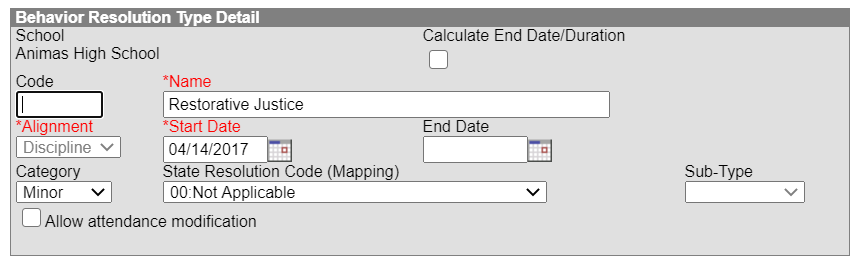 Behavior Resolution Type Detail
School Calculate End Date/Duration
Animas High School
Code *Name
Restorative Justice
*Alignment *Start Date End Date
Discipline 04/14/2017
Category State Resolution Code (Mapping) Sub-Type
Minor 00:Not Applicable
Allow attendance modification